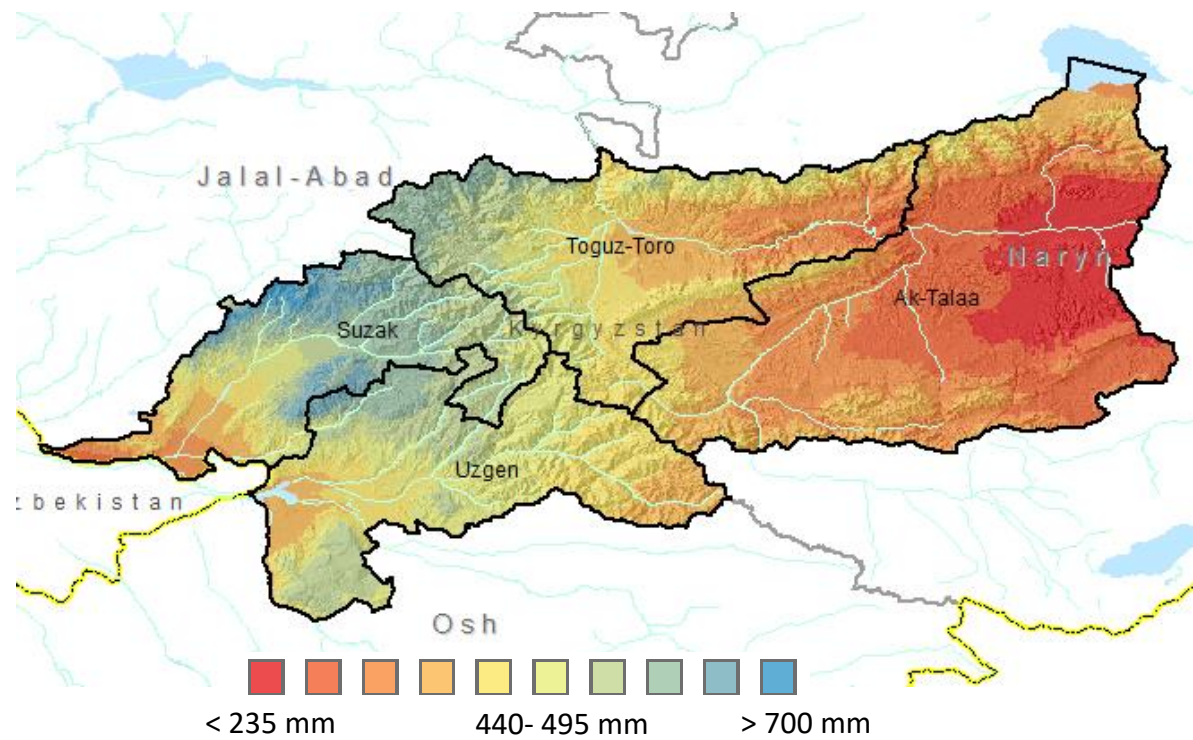 Jalal-Abad
Toguz-Toro
Naryn
Ak-Talaa
Suzak
Kyrgyzstan
Uzgen
zbekistan
Osh
< 235 mm
440- 495 mm
> 700 mm